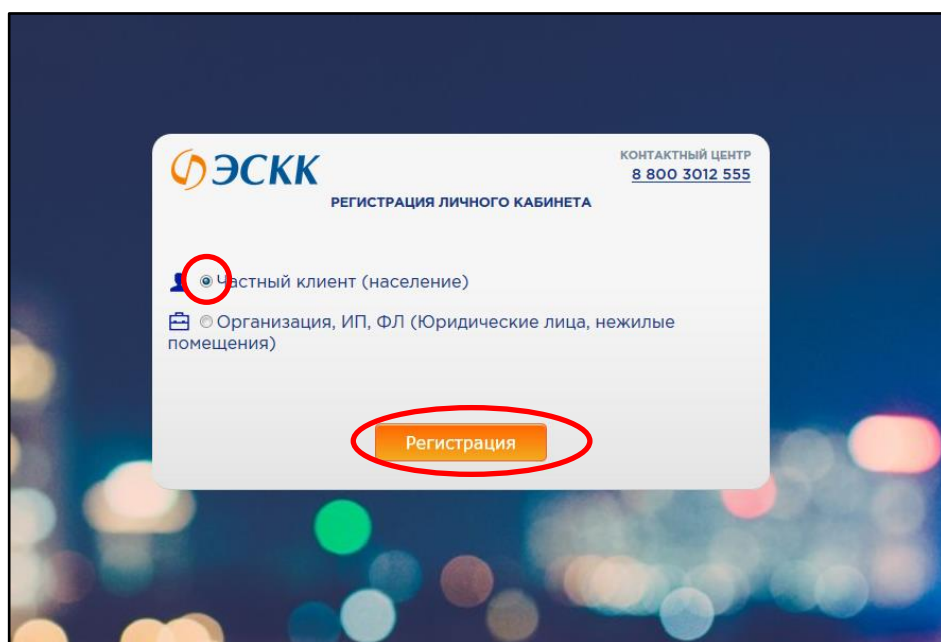 ЭСКК
КОНТАКТНЫЙ ЦЕНТР
8 800 3012 555
РЕГИСТРАЦИЯ ЛИЧНОГО КАБИНЕТА
Частный клиент (население)
Организация, ИП, ФЛ (Юридические лица, нежилые
помещения)
Регистрация